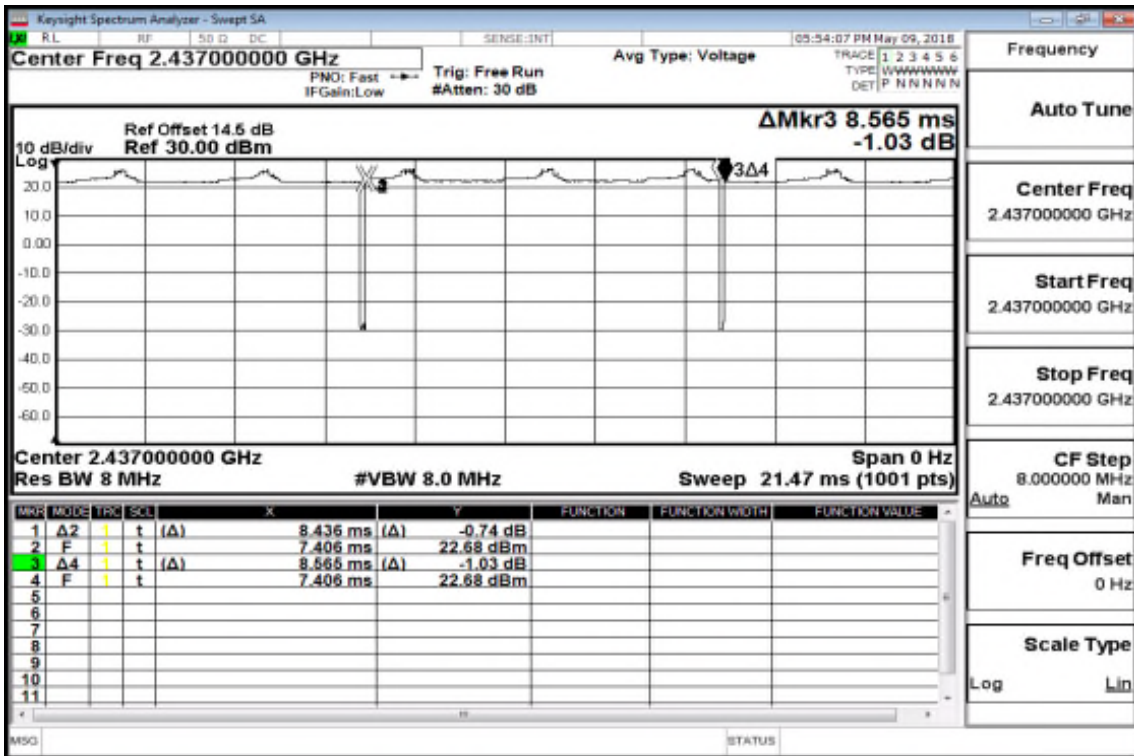 Keysight Spectrum Analyzer - Swept SA
LXI RL RF 50 Ω DC SENSE:INT 05:54:07 PM May 09, 2018
Center Freq 2.437000000 GHz
PNO: Fast
IFGain:Low
Trig: Free Run
#Atten: 30 dB
Avg Type: Voltage
TRACE 1 2 3 4 5 6
TYPE WWWWWW
DET P N N N N N
Ref Offset 14.5 dB
10 dB/div Ref 30.00 dBm
Log
ΔMkr3 8.565 ms
-1.03 dB
3Δ4
20.0
10.0
0.00
-10.0
-20.0
-30.0
-40.0
-50.0
-60.0
Center 2.437000000 GHz Span 0 Hz
Res BW 8 MHz #VBW 8.0 MHz Sweep 21.47 ms (1001 pts)
MKR MODE TRC SCL X Y FUNCTION FUNCTION WIDTH FUNCTION VALUE
1 Δ2 1 t (Δ) 8.436 ms (Δ) -0.74 dB
2 F 1 t 7.406 ms 22.68 dBm
3 Δ4 1 t (Δ) 8.565 ms (Δ) -1.03 dB
4 F 1 t 7.406 ms 22.68 dBm
5
6
7
8
9
10
11
MSG STATUS
Frequency
Auto Tune
Center Freq
2.437000000 GHz
Start Freq
2.437000000 GHz
Stop Freq
2.437000000 GHz
CF Step
8.000000 MHz
Auto Man
Freq Offset
0 Hz
Scale Type
Log Lin